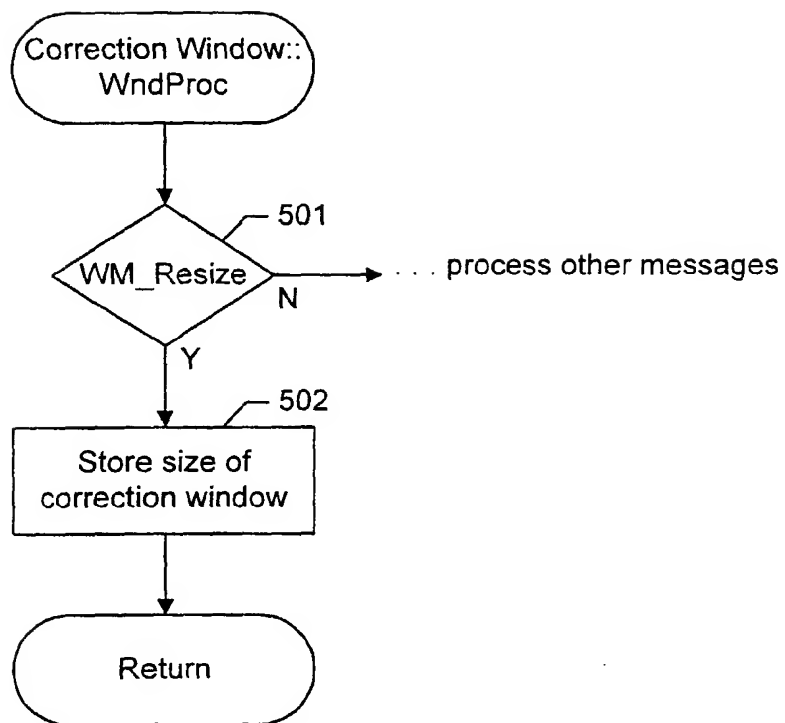 Correction Window::
WndProc
501
WM_Resize
. . . process other messages
N
Y
502
Store size of
correction window
Return